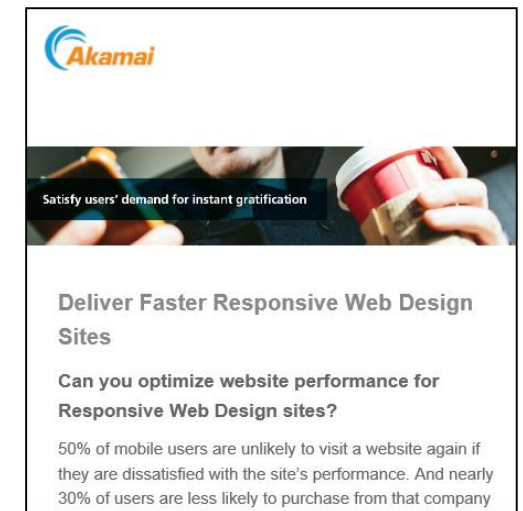 Akamai
Satisfy users' demand for instant gratification
Deliver Faster Responsive Web Design
Sites
Can you optimize website performance for
Responsive Web Design sites?
50% of mobile users are unlikely to visit a website again if
they are dissatisfied with the site's performance. And nearly
30% of users are less likely to purchase from that company